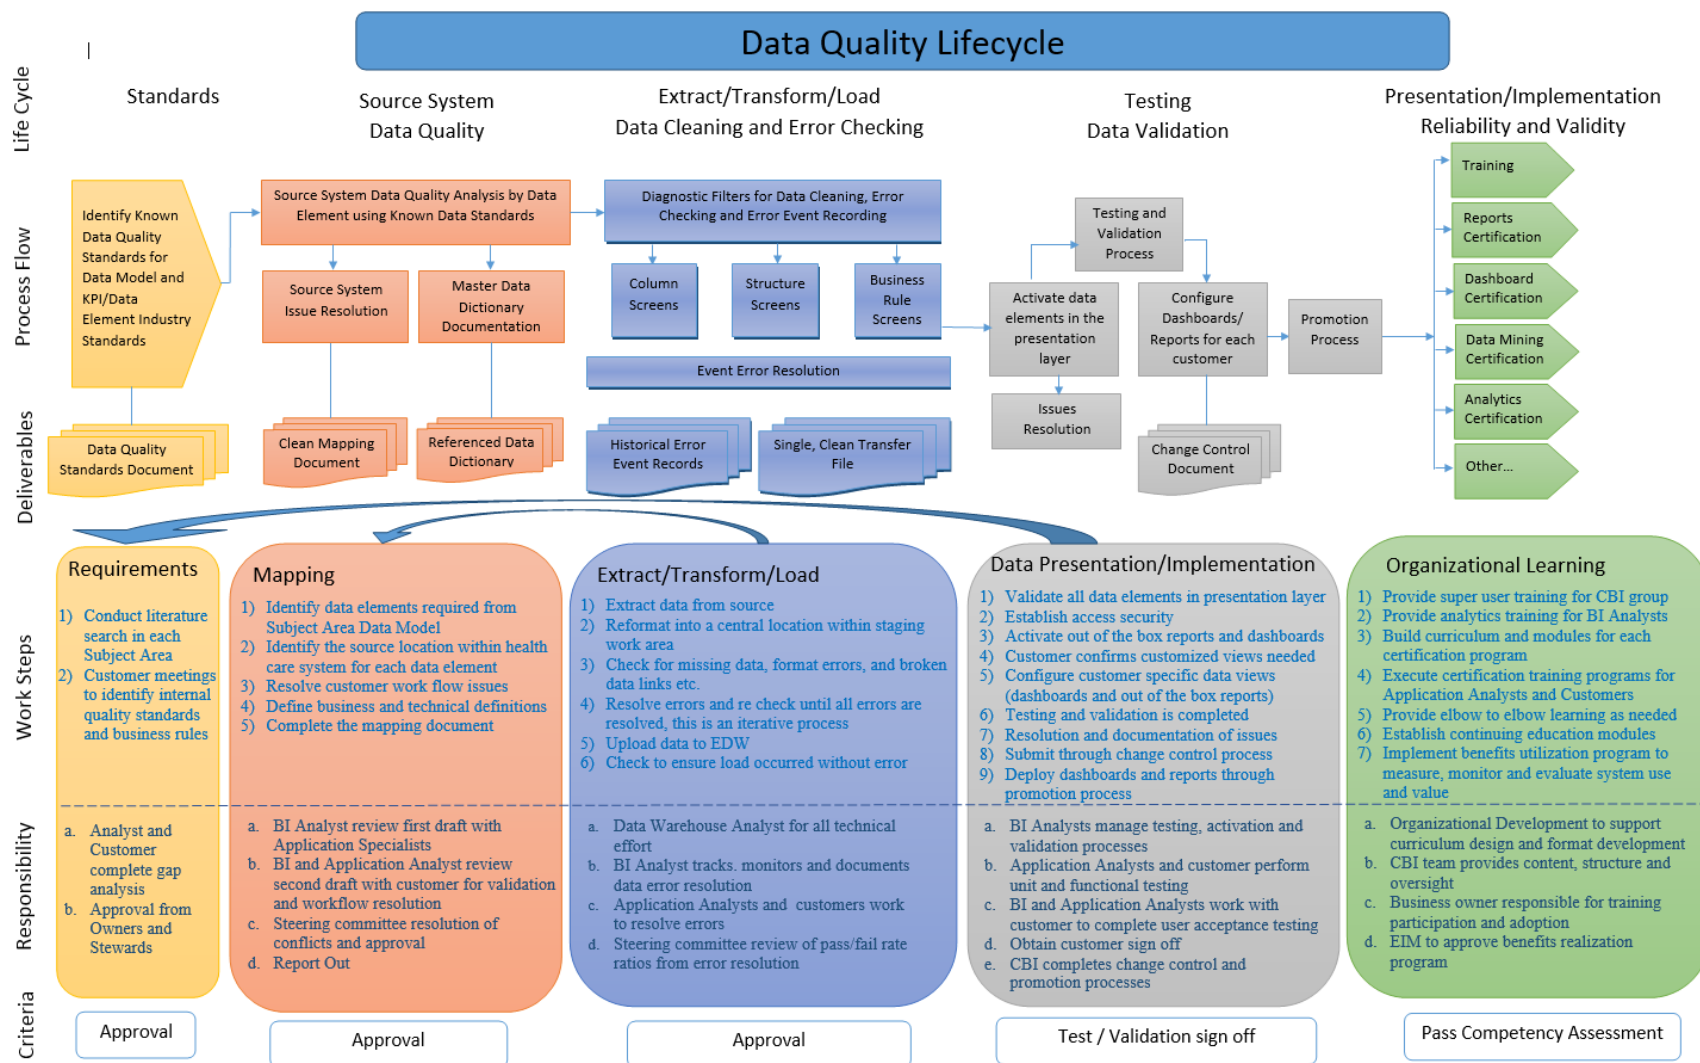 Data Quality Lifecycle
Life Cycle
Standards
Source System
Data Quality
Extract/Transform/Load
Data Cleaning and Error Checking
Testing
Data Validation
Presentation/Implementation
Reliability and Validity
Process Flow
Identify Known
Data Quality
Standards for
Data Model and
KPI/Data
Element Industry
Standards
Source System Data Quality Analysis by Data
Element using Known Data Standards
Source System
Issue Resolution
Master Data
Dictionary
Documentation
Diagnostic Filters for Data Cleaning, Error
Checking and Error Event Recording
Column
Screens
Structure
Screens
Business
Rule
Screens
Event Error Resolution
Testing and
Validation
Process
Activate data
elements in the
presentation
layer
Configure
Dashboards/
Reports for each
customer
Promotion
Process
Issues
Resolution
Training
Reports
Certification
Dashboard
Certification
Data Mining
Certification
Analytics
Certification
Other...
Deliverables
Data Quality
Standards Document
Clean Mapping
Document
Referenced Data
Dictionary
Historical Error
Event Records
Single, Clean Transfer
File
Change Control
Document
Work Steps
Requirements
1) Conduct literature
search in each
Subject Area
2) Customer meetings
to identify internal
quality standards
and business rules
Mapping
1) Identify data elements required from
Subject Area Data Model
2) Identify the source location within health
care system for each data element
3) Resolve customer work flow issues
4) Define business and technical definitions
5) Complete the mapping document
Extract/Transform/Load
1) Extract data from source
2) Reformat into a central location within staging
work area
3) Check for missing data, format errors, and broken
data links etc.
4) Resolve errors and re check until all errors are
resolved, this is an iterative process
5) Upload data to EDW
6) Check to ensure load occurred without error
Data Presentation/Implementation
1) Validate all data elements in presentation layer
2) Establish access security
3) Activate out of the box reports and dashboards
4) Customer confirms customized views needed
5) Configure customer specific data views
(dashboards and out of the box reports)
6) Testing and validation is completed
7) Resolution and documentation of issues
8) Submit through change control process
9) Deploy dashboards and reports through
promotion process
Organizational Learning
1) Provide super user training for CBI group
2) Provide analytics training for BI Analysts
3) Build curriculum and modules for each
certification program
4) Execute certification training programs for
Application Analysts and Customers
5) Provide elbow to elbow learning as needed
6) Establish continuing education modules
7) Implement benefits utilization program to
measure, monitor and evaluate system use
and value
Responsibility
a. Analyst and
Customer
complete gap
analysis
b. Approval from
Owners and
Stewards
a. BI Analyst review first draft with
Application Specialists
b. BI and Application Analyst review
second draft with customer for validation
and workflow resolution
c. Steering committee resolution of
conflicts and approval
d. Report Out
a. Data Warehouse Analyst for all technical
effort
b. BI Analyst tracks. monitors and documents
data error resolution
c. Application Analysts and customers work
to resolve errors
d. Steering committee review of pass/fail rate
ratios from error resolution
a. BI Analysts manage testing, activation and
validation processes
b. Application Analysts and customer perform
unit and functional testing
c. BI and Application Analysts work with
customer to complete user acceptance testing
d. Obtain customer sign off
e. CBI completes change control and
promotion processes
a. Organizational Development to support
curriculum design and format development
b. CBI team provides content, structure and
oversight
c. Business owner responsible for training
participation and adoption
d. EIM to approve benefits realization
program
Criteria
Approval
Approval
Approval
Test / Validation sign off
Pass Competency Assessment